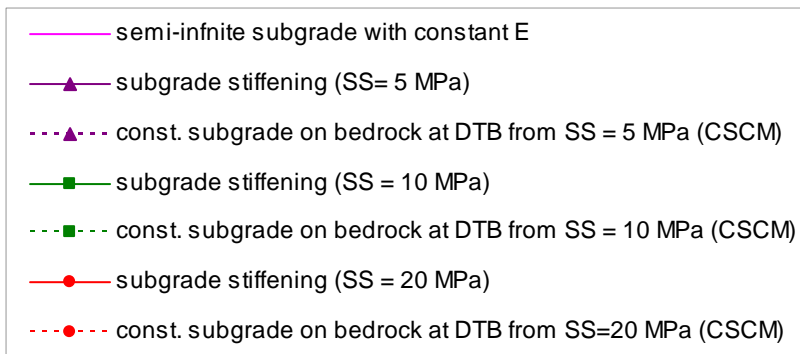 semi-infnite subgrade with constant E
subgrade stiffening (SS= 5 MPa)
const. subgrade on bedrock at DTB from SS = 5 MPa (CSCM)
subgrade stiffening (SS = 10 MPa)
const. subgrade on bedrock at DTB from SS = 10 MPa (CSCM)
subgrade stiffening (SS = 20 MPa)
const. subgrade on bedrock at DTB from SS=20 MPa (CSCM)